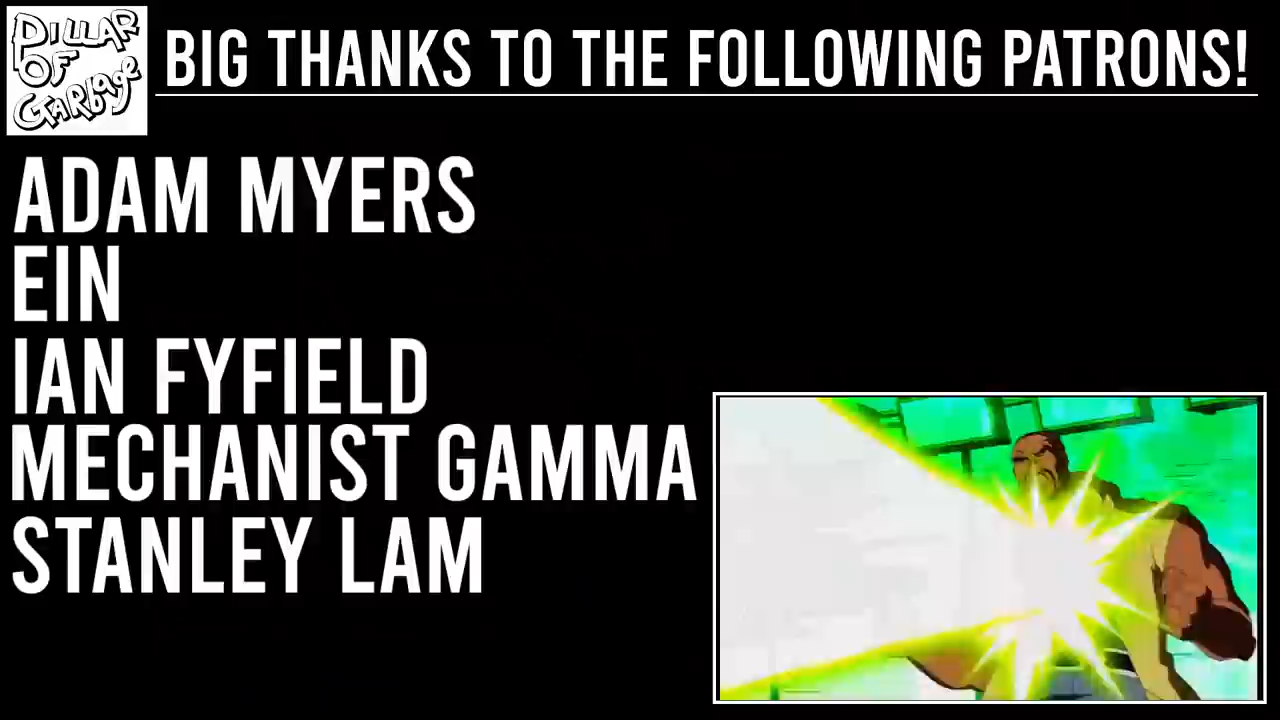 PILLAR
OF
GARbage
BIG THANKS TO THE FOLLOWING PATRONS!
ADAM MYERS
EIN
IAN FYFIELD
MECHANIST GAMMA
STANLEY LAM